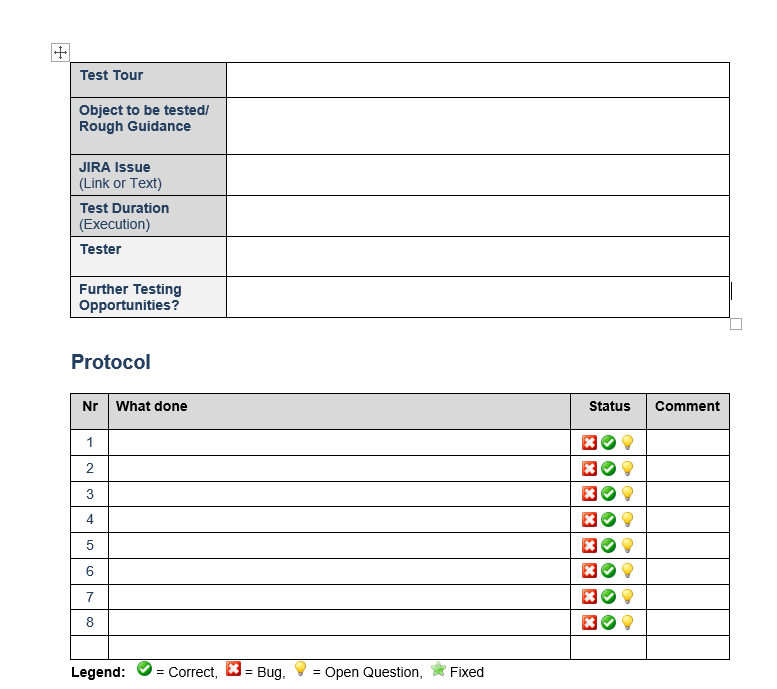 Test Tour
Object to be tested/
Rough Guidance
JIRA Issue
(Link or Text)
Test Duration
(Execution)
Tester
Further Testing
Opportunities?
Protocol
Nr What done Status Comment
1
2
3
4
5
6
7
8
Legend: = Correct, = Bug, = Open Question, Fixed